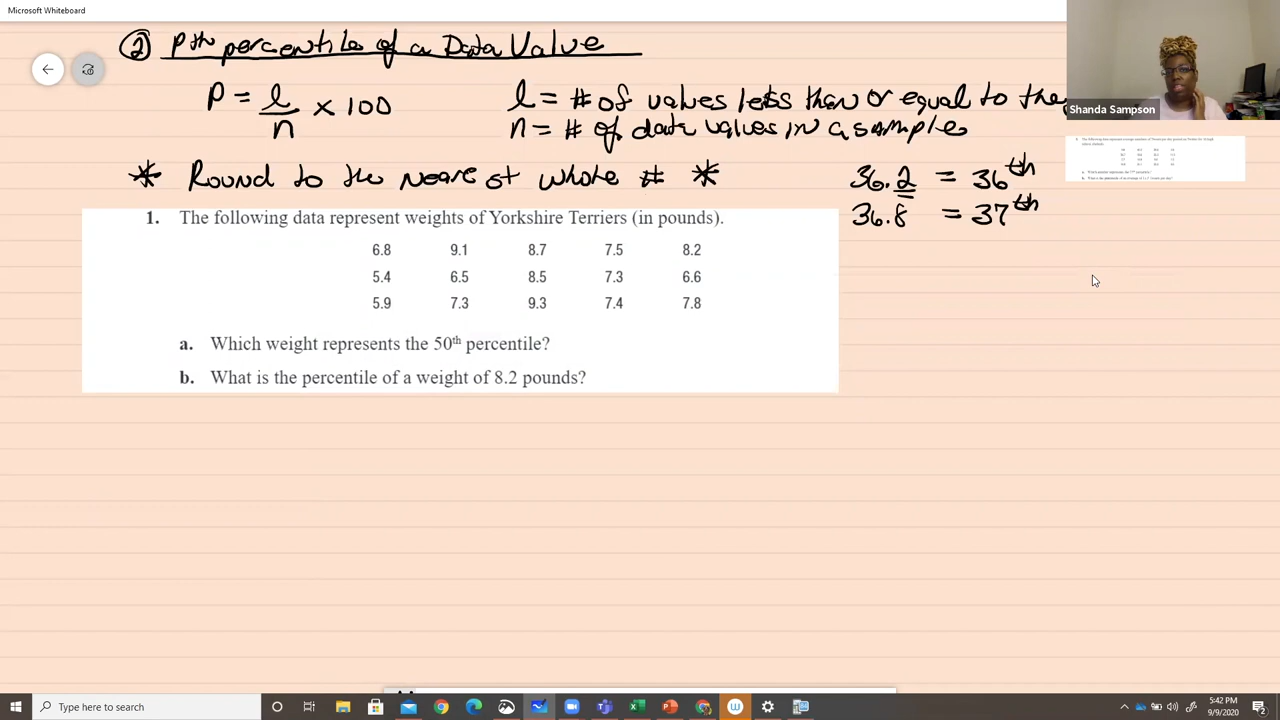 Microsoft Whiteboard
② Pth percentile of a Data Value
P = l/n × 100
l = # of values less than or equal to the
n = # of data values in a sample
Shanda Sampson
* Round to the nearest whole # *
36.2 = 36th
36.8 = 37th
1. The following data represent weights of Yorkshire Terriers (in pounds).
6.8 9.1 8.7 7.5 8.2
5.4 6.5 8.5 7.3 6.6
5.9 7.3 9.3 7.4 7.8
a. Which weight represents the 50th percentile?
b. What is the percentile of a weight of 8.2 pounds?
Type here to search
5:42 PM
9/9/2020